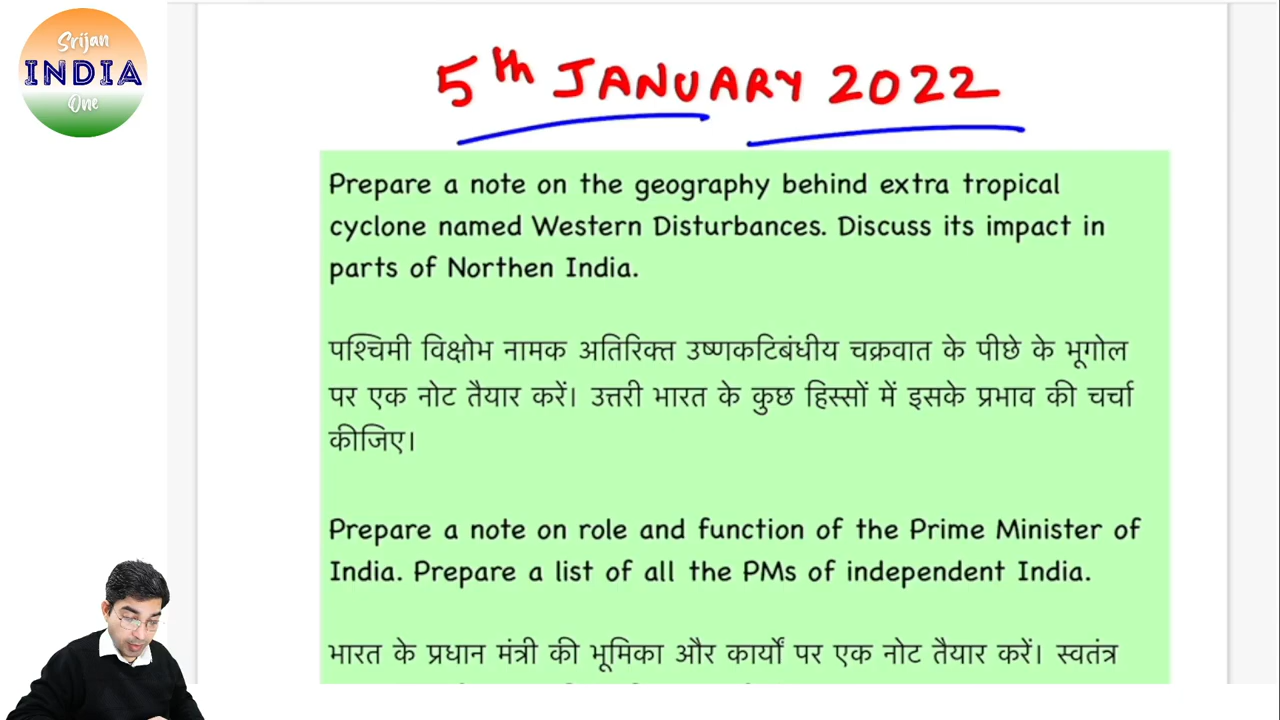 Srijan
INDIA
One
5th JANUARY 2022
Prepare a note on the geography behind extra tropical
cyclone named Western Disturbances. Discuss its impact in
parts of Northen India.
पश्चिमी विक्षोभ नामक अतिरिक्त उष्णकटिबंधीय चक्रवात के पीछे के भूगोल
पर एक नोट तैयार करें। उत्तरी भारत के कुछ हिस्सों में इसके प्रभाव की चर्चा
कीजिए।
Prepare a note on role and function of the Prime Minister of
India. Prepare a list of all the PMs of independent India.
भारत के प्रधान मंत्री की भूमिका और कार्यों पर एक नोट तैयार करें। स्वतंत्र